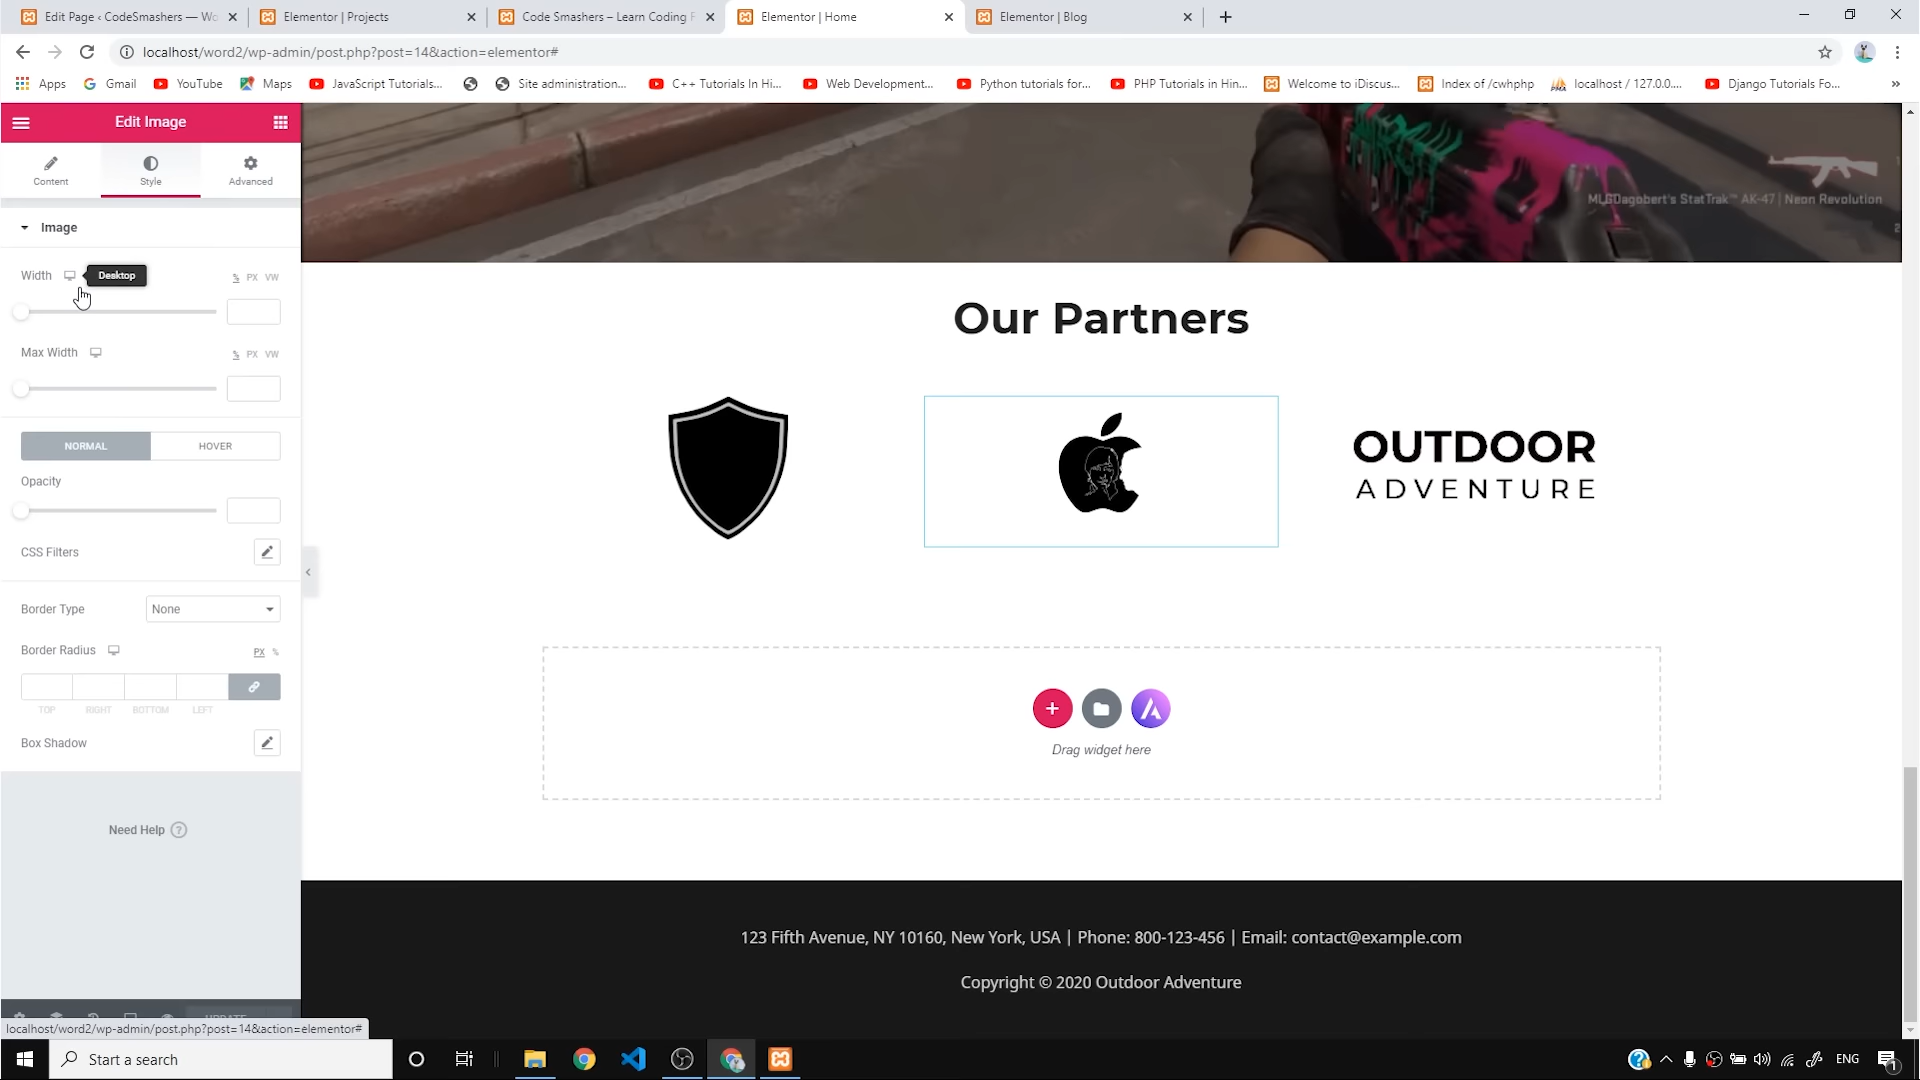 Edit Page ‹ CodeSmashers — Wo
Elementor | Projects
Code Smashers – Learn Coding F
Elementor | Home
Elementor | Blog
localhost/word2/wp-admin/post.php?post=14&action=elementor#
Apps
Gmail
YouTube
Maps
JavaScript Tutorials...
Site administration...
C++ Tutorials In Hi...
Web Development...
Python tutorials for...
PHP Tutorials in Hin...
Welcome to iDiscus...
Index of /cwhphp
localhost / 127.0.0....
Django Tutorials Fo...
»
Edit Image
Content
Style
Advanced
Image
Width
Desktop
% PX VW
Max Width
% PX VW
NORMAL
HOVER
Opacity
CSS Filters
Border Type
None
Border Radius
PX %
TOP RIGHT BOTTOM LEFT
Box Shadow
Need Help ?
UPDATE
localhost/word2/wp-admin/post.php?post=14&action=elementor#
MLGDagobert's StatTrak™ AK-47 | Neon Revolution
Our Partners
OUTDOOR
ADVENTURE
Drag widget here
123 Fifth Avenue, NY 10160, New York, USA | Phone: 800-123-456 | Email: contact@example.com
Copyright © 2020 Outdoor Adventure
Start a search
ENG
1